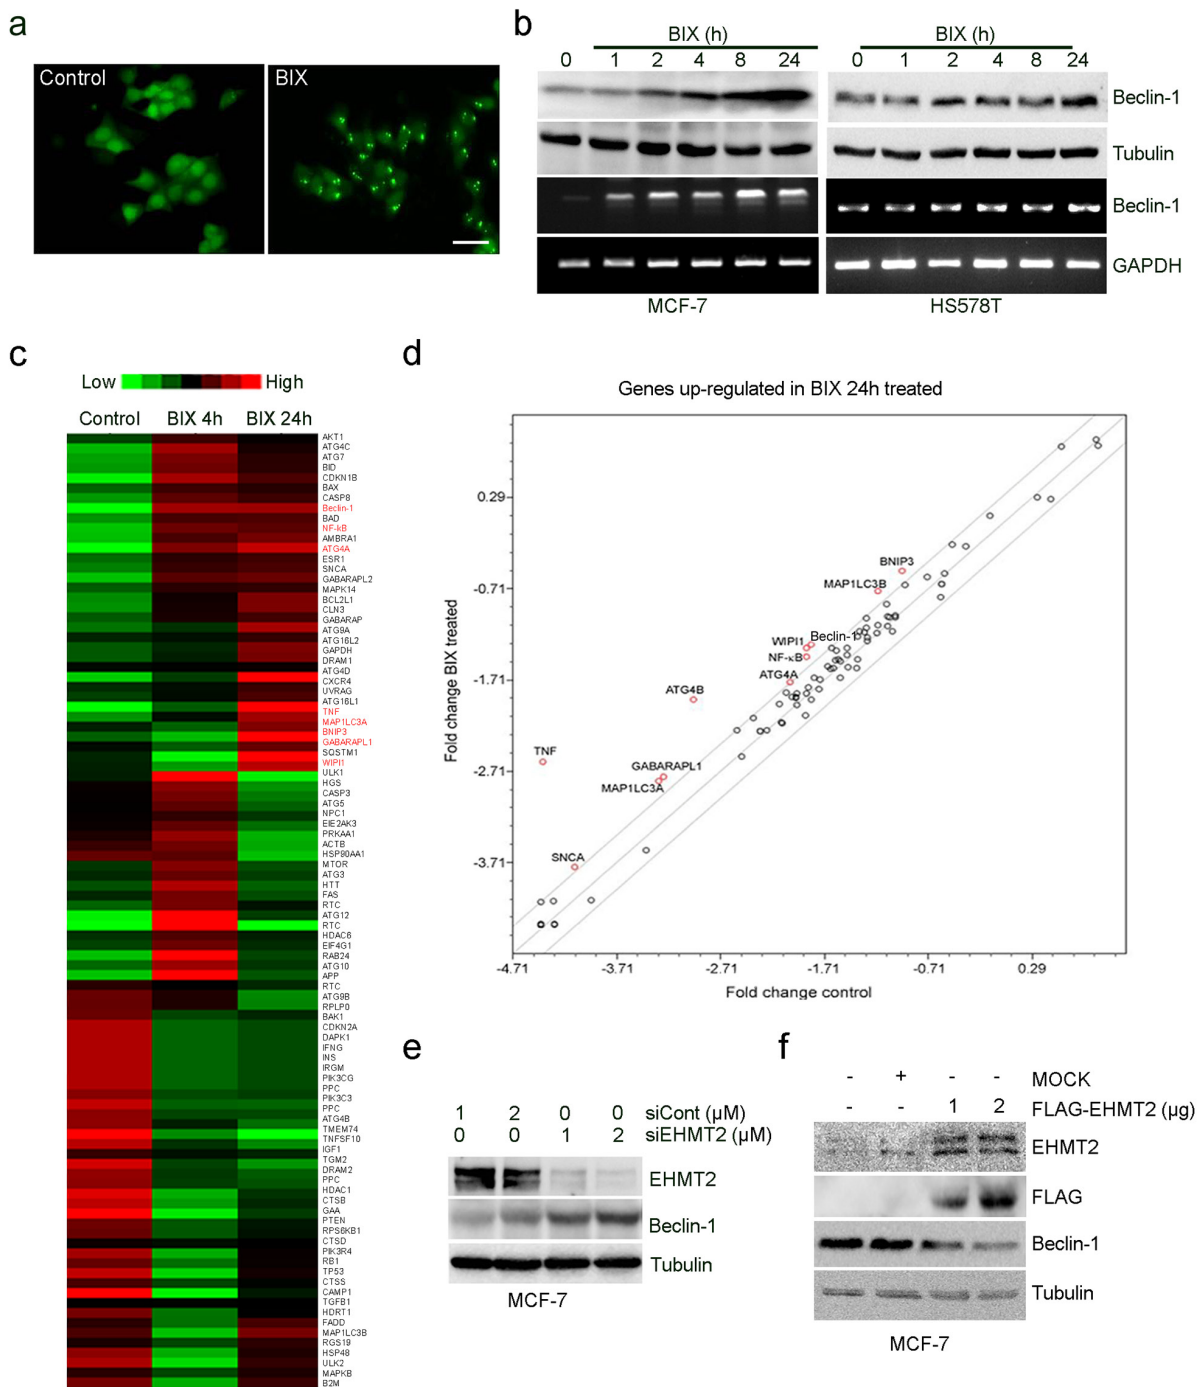 a
Control
BIX
b
BIX (h)
BIX (h)
0 1 2 4 8 24
0 1 2 4 8 24
Beclin-1
Tubulin
Beclin-1
GAPDH
MCF-7
HS578T
c
Low
High
Control
BIX 4h
BIX 24h
AKT1
ATG4C
ATG7
BID
CDKN1B
BAX
CASP8
Beclin-1
BAD
NF-kB
AMBRA1
ATG4A
ESR1
SNCA
GABARAPL2
MAPK14
BCL2L1
CLN3
GABARAP
ATG9A
ATG16L2
GAPDH
DRAM1
ATG4D
CXCR4
UVRAG
ATG16L1
TNF
MAP1LC3A
BNIP3
GABARAPL1
SQSTM1
WIPI1
ULK1
HGS
CASP3
ATG5
NPC1
EIE2AK3
PRKAA1
ACTB
HSP90AA1
MTOR
ATG3
HTT
FAS
RTC
ATG12
RTC
HDAC6
EIF4G1
RAB24
ATG10
APP
RTC
ATG9B
RPLP0
BAK1
CDKN2A
DAPK1
IFNG
INS
IRGM
PIK3CG
PPC
PIK3C3
PPC
ATG4B
TMEM74
TNFSF10
IGF1
TGM2
DRAM2
PPC
HDAC1
CTSB
GAA
PTEN
RPS6KB1
CTSD
PIK3R4
RB1
TP53
CTSS
CAMP1
TGFB1
HDRT1
FADD
MAP1LC3B
RGS19
HSP48
ULK2
MAPKB
B2M
d
Genes up-regulated in BIX 24h treated
Fold change BIX treated
0.29
-0.71
-1.71
-2.71
-3.71
BNIP3
MAP1LC3B
WIPI1
Beclin-1
NF-κB
ATG4A
ATG4B
TNF
GABARAPL1
MAP1LC3A
SNCA
-4.71
-3.71
-2.71
-1.71
-0.71
0.29
Fold change control
e
1 2 0 0 siCont (µM)
0 0 1 2 siEHMT2 (µM)
EHMT2
Beclin-1
Tubulin
MCF-7
f
- + - - MOCK
- - 1 2 FLAG-EHMT2 (µg)
EHMT2
FLAG
Beclin-1
Tubulin
MCF-7